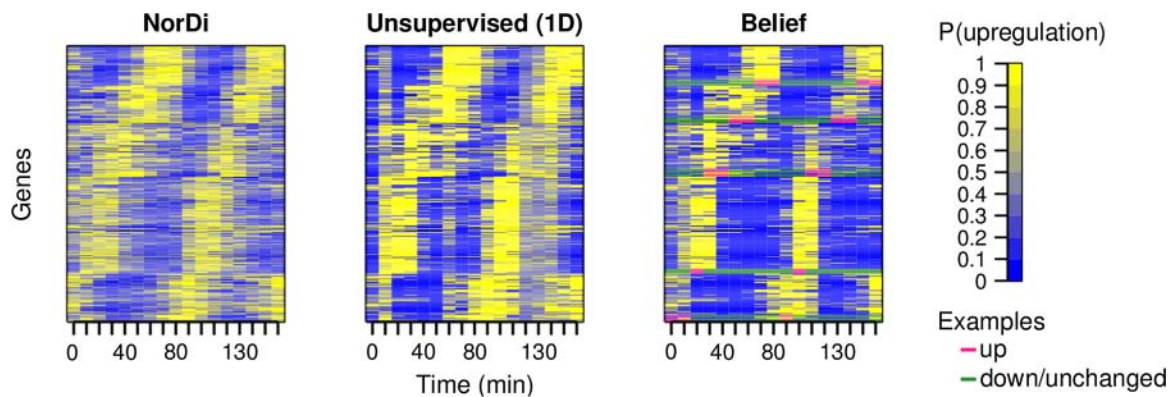 NorDi
Unsupervised (1D)
Belief
P(upregulation)
1
0.9
0.8
0.7
0.6
0.5
0.4
0.3
0.2
0.1
0
Genes
0 40 80 130
0 40 80 130
0 40 80 130
Time (min)
Examples
up
down/unchanged